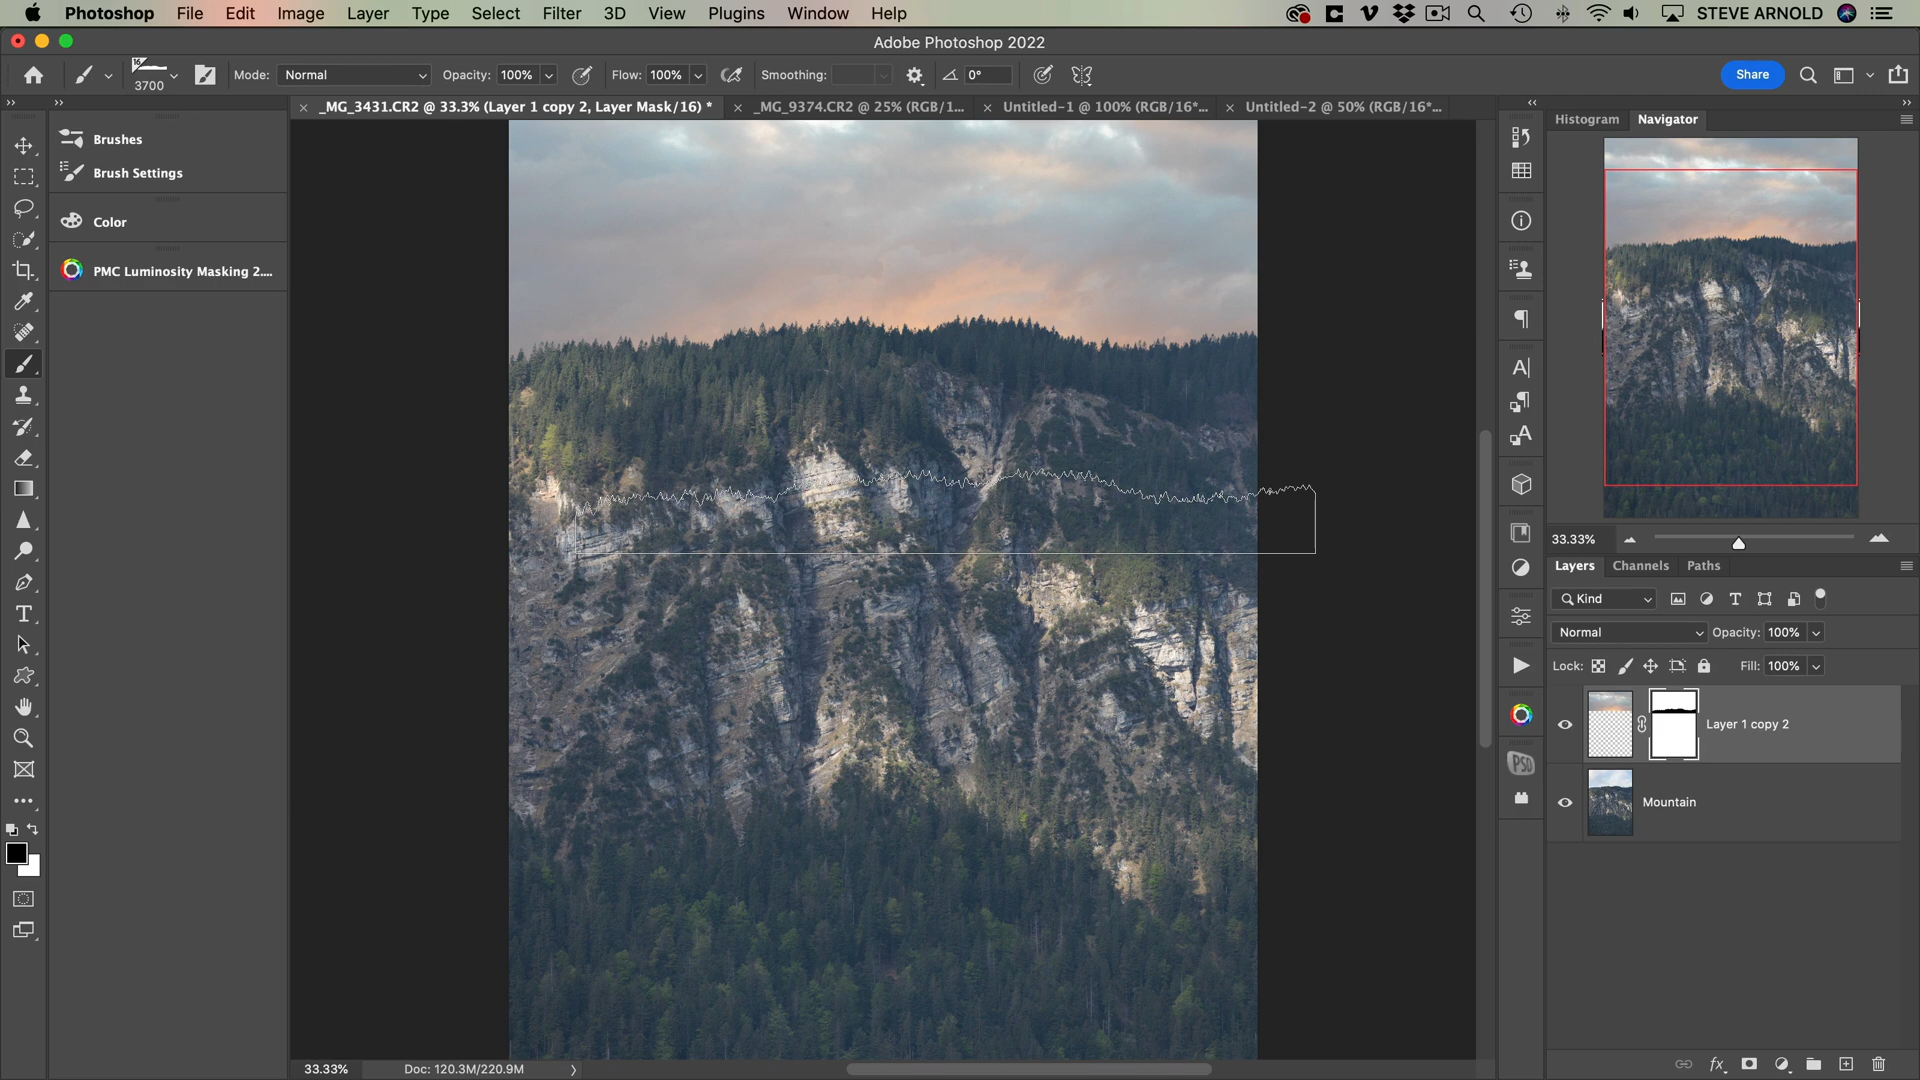 Photoshop File Edit Image Layer Type Select Filter 3D View Plugins Window Help STEVE ARNOLD
Adobe Photoshop 2022
3700 Mode: Normal Opacity: 100% Flow: 100% Smoothing: 0° Share
_MG_3431.CR2 @ 33.3% (Layer 1 copy 2, Layer Mask/16) * _MG_9374.CR2 @ 25% (RGB/1... Untitled-1 @ 100% (RGB/16*... Untitled-2 @ 50% (RGB/16*...
Histogram Navigator
Brushes
Brush Settings
Color
PMC Luminosity Masking 2....
33.33%
Layers Channels Paths
Kind
Normal Opacity: 100%
Lock: Fill: 100%
Layer 1 copy 2
Mountain
33.33% Doc: 120.3M/220.9M